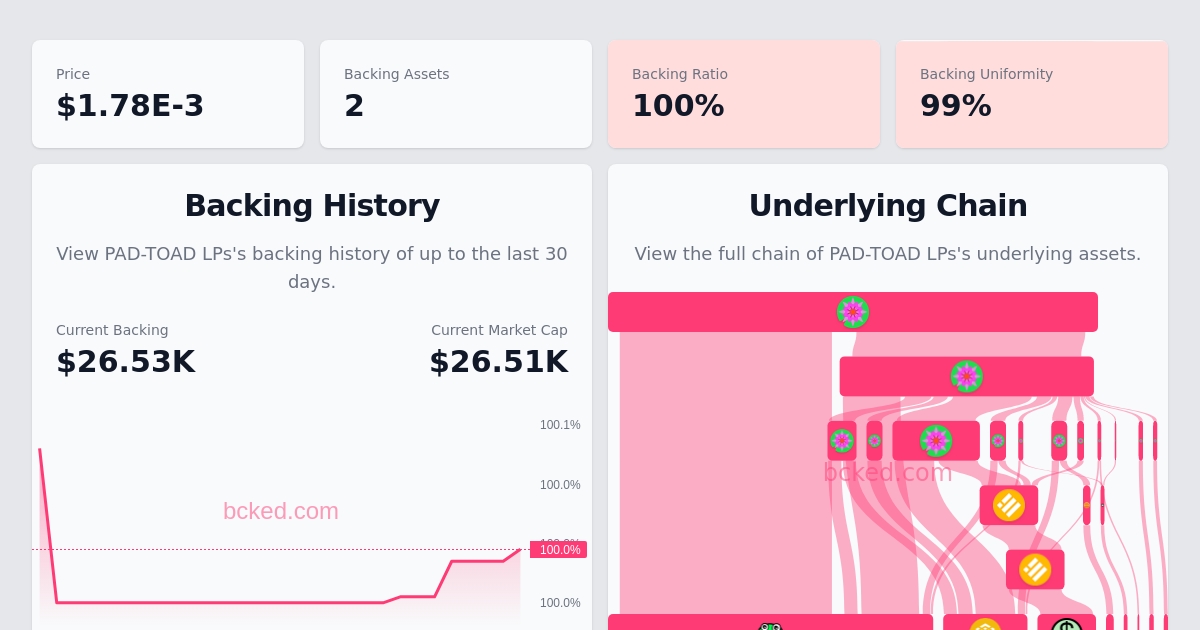 Price
$1.78E-3
Backing Assets
2
Backing Ratio
100%
Backing Uniformity
99%
Backing History
View PAD-TOAD LPs's backing history of up to the last 30
days.
Current Backing
$26.53K
Current Market Cap
$26.51K
100.1%
100.0%
100.0%
100.0%
bcked.com
Underlying Chain
View the full chain of PAD-TOAD LPs's underlying assets.
bcked.com